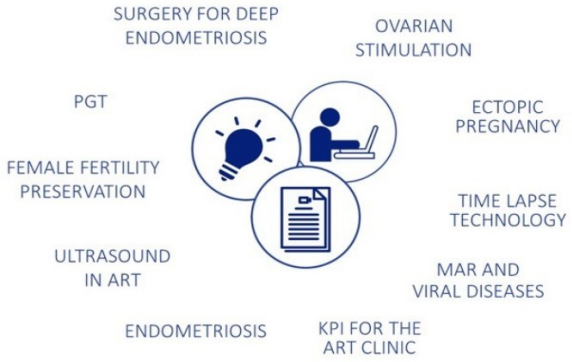 SURGERY FOR DEEP
ENDOMETRIOSIS
OVARIAN
STIMULATION
PGT
ECTOPIC
PREGNANCY
FEMALE FERTILITY
PRESERVATION
TIME LAPSE
TECHNOLOGY
ULTRASOUND
IN ART
MAR AND
VIRAL DISEASES
ENDOMETRIOSIS
KPI FOR THE
ART CLINIC